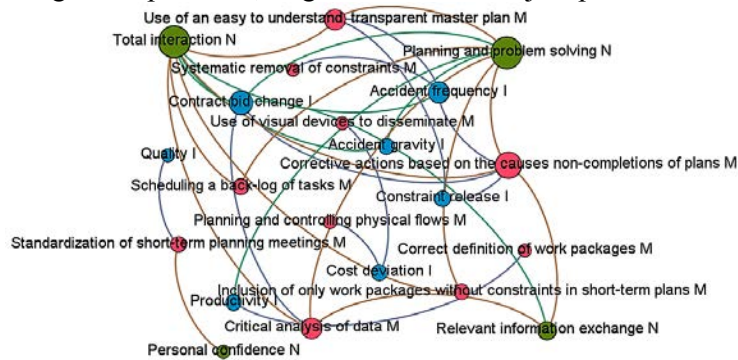 Use of an easy to understand, transparent master plan M
Total interaction N
Planning and problem solving N
Systematic removal of constraints M
Accident frequency I
Contract bid change I
Use of visual devices to disseminate M
Accident gravity I
Quality I
Corrective actions based on the causes non-completions of plans M
Scheduling a back-log of tasks M
Constraint release I
Planning and controlling physical flows M
Standardization of short-term planning meetings M
Correct definition of work packages M
Cost deviation I
Inclusion of only work packages without constraints in short-term plans M
Productivity I
Critical analysis of data M
Relevant information exchange N
Personal confidence N